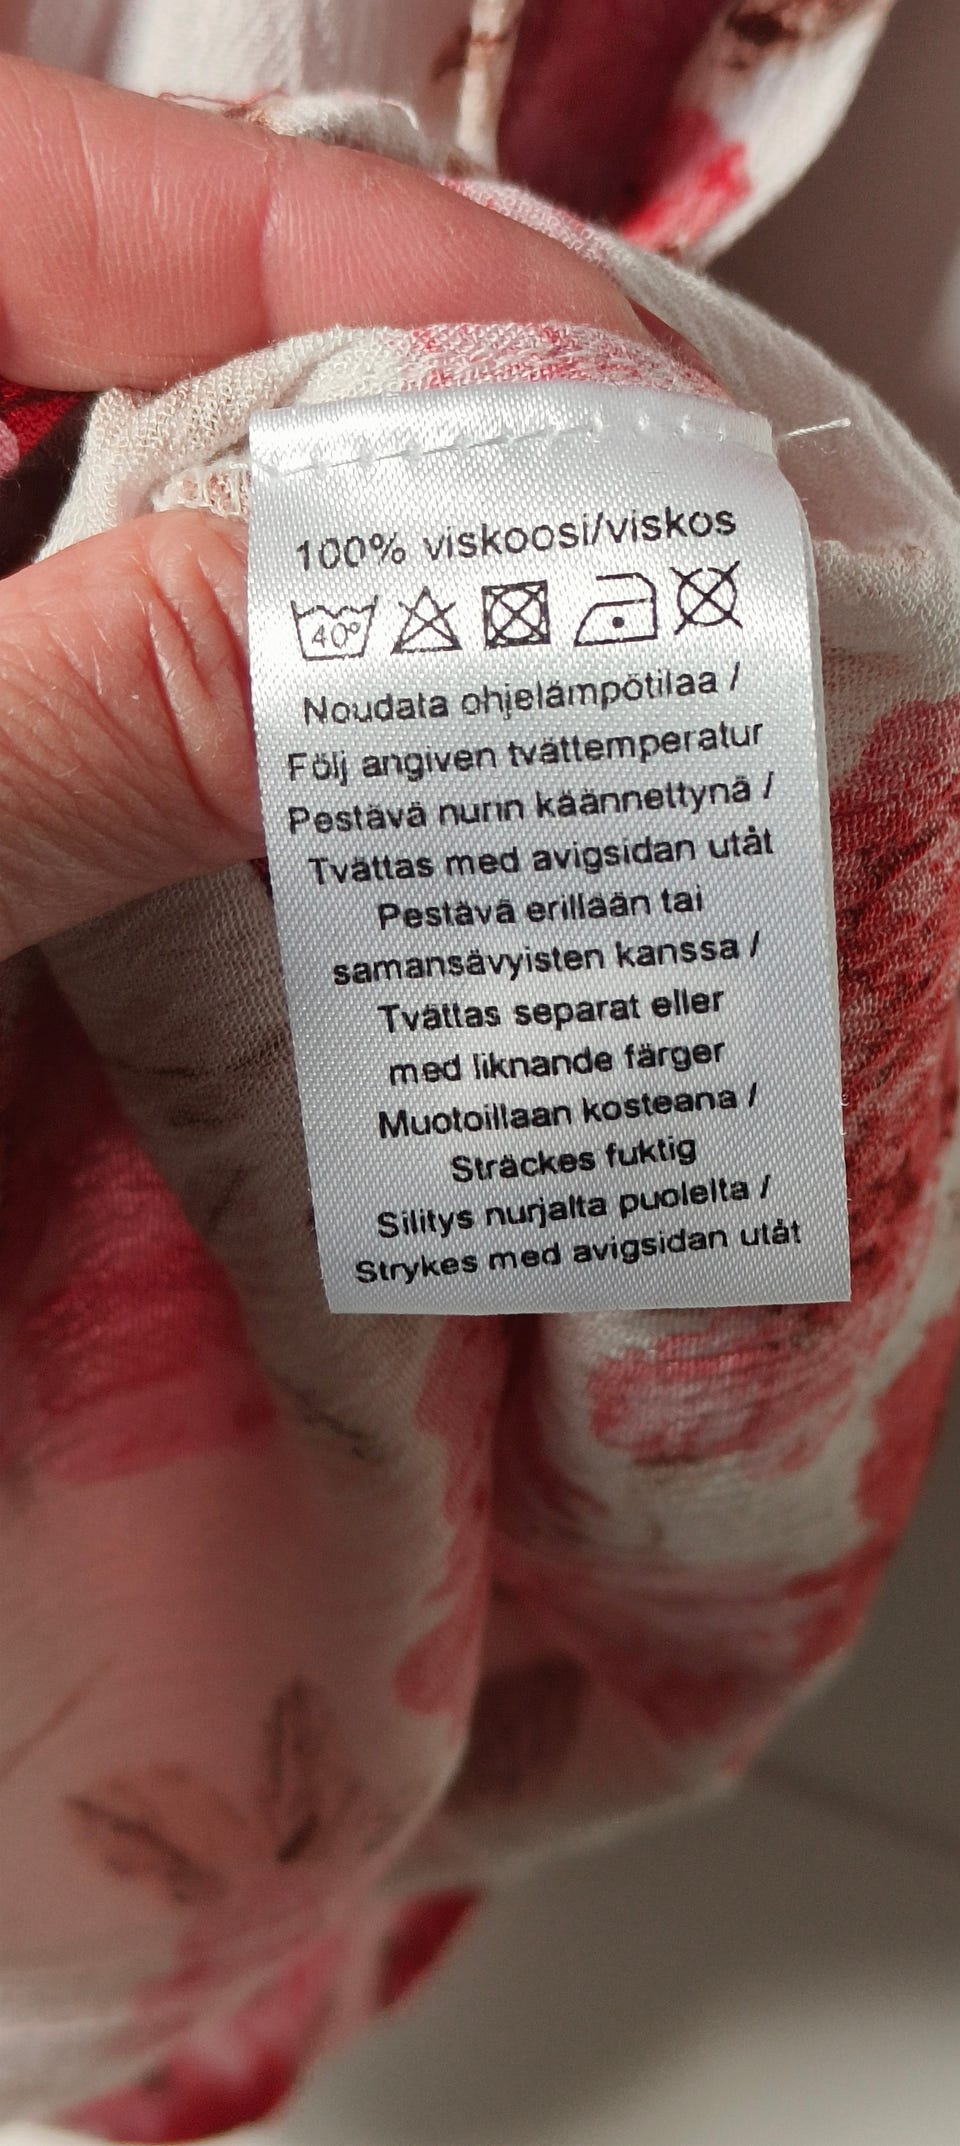 100% viskoosi/viskos
40°
Noudata ohjelämpötilaa /
Följ angiven tvättemperatur
Pestävä nurin käännettynä /
Tvättas med avigsidan utåt
Pestävä erillään tai
samansävyisten kanssa /
Tvättas separat eller
med liknande färger
Muotoillaan kosteana /
Sträckes fuktig
Silitys nurjalta puolelta /
Strykes med avigsidan utåt